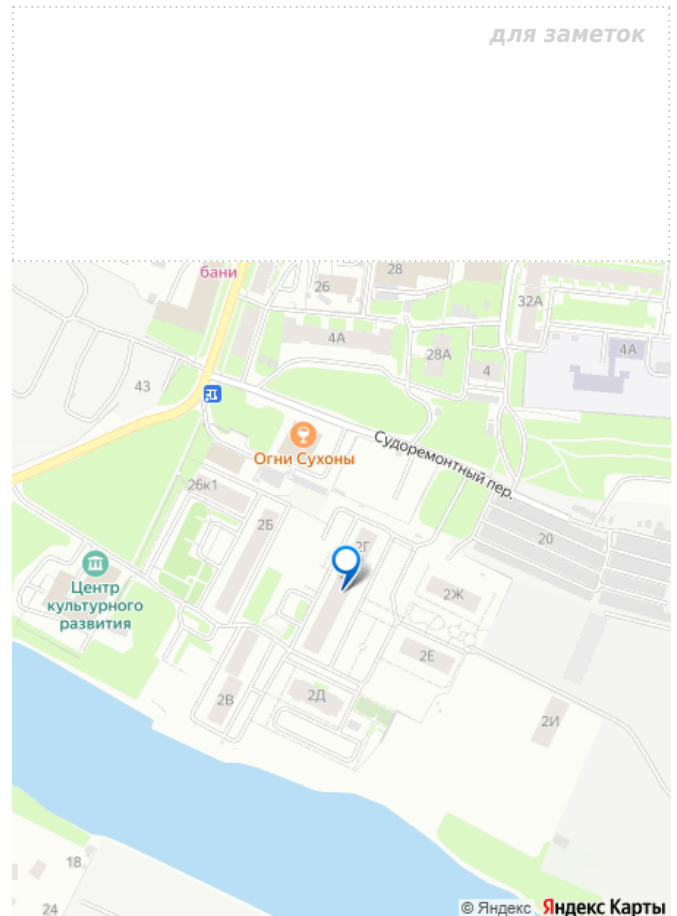 для заметок
бани
28
26
32А
4А
28А
4А
4
43
Огни Сухоны
Судоремонтный пер.
26к1
2Б
2Г
20
Центр
культурного
развития
2Ж
2Е
2В
2Д
2И
18
24
© Яндекс Яндекс Карты